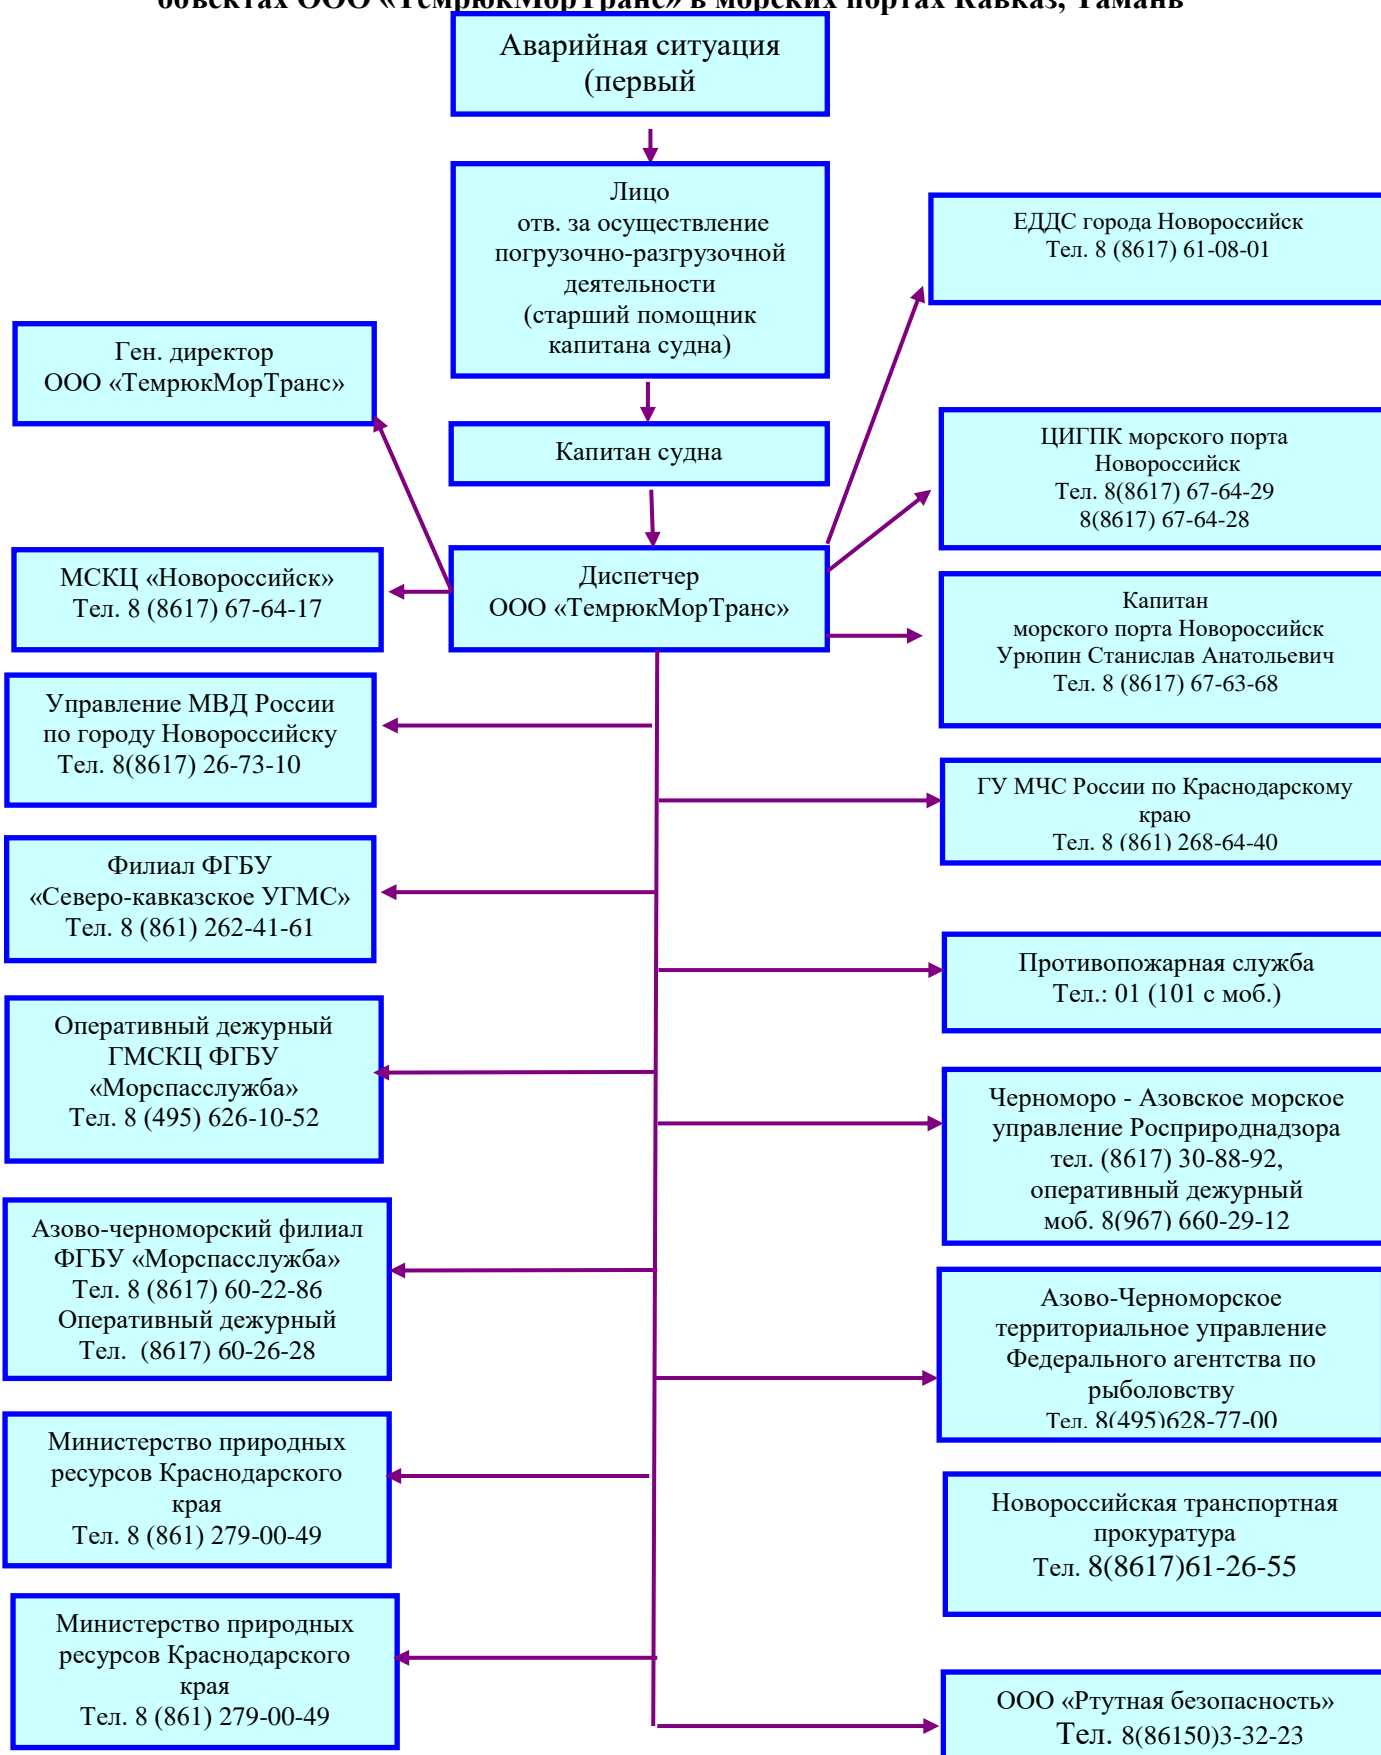 объектах ООО «ТемрюкМорТранс» в морских портах Кавказ, Тамань
Аварийная ситуация
(первый
Лицо
отв. за осуществление
погрузочно-разгрузочной
деятельности
(старший помощник
капитана судна)
Капитан судна
Диспетчер
ООО «ТемрюкМорТранс»
Ген. директор
ООО «ТемрюкМорТранс»
МСКЦ «Новороссийск»
Тел. 8 (8617) 67-64-17
Управление МВД России
по городу Новороссийску
Тел. 8(8617) 26-73-10
Филиал ФГБУ
«Северо-кавказское УГМС»
Тел. 8 (861) 262-41-61
Оперативный дежурный
ГМСКЦ ФГБУ
«Морспасслужба»
Тел. 8 (495) 626-10-52
Азово-черноморский филиал
ФГБУ «Морспасслужба»
Тел. 8 (8617) 60-22-86
Оперативный дежурный
Тел. (8617) 60-26-28
Министерство природных
ресурсов Краснодарского
края
Тел. 8 (861) 279-00-49
Министерство природных
ресурсов Краснодарского
края
Тел. 8 (861) 279-00-49
ЕДДС города Новороссийск
Тел. 8 (8617) 61-08-01
ЦИГПК морского порта
Новороссийск
Тел. 8(8617) 67-64-29
8(8617) 67-64-28
Капитан
морского порта Новороссийск
Урюпин Станислав Анатольевич
Тел. 8 (8617) 67-63-68
ГУ МЧС России по Краснодарскому
краю
Тел. 8 (861) 268-64-40
Противопожарная служба
Тел.: 01 (101 с моб.)
Черноморо - Азовское морское
управление Росприроднадзора
тел. (8617) 30-88-92,
оперативный дежурный
моб. 8(967) 660-29-12
Азово-Черноморское
территориальное управление
Федерального агентства по
рыболовству
Тел. 8(495)628-77-00
Новороссийская транспортная
прокуратура
Тел. 8(8617)61-26-55
ООО «Ртутная безопасность»
Тел. 8(86150)3-32-23